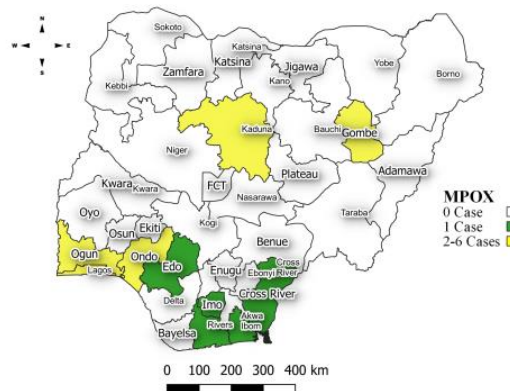 N
W E
S
Sokoto
Katsina
Katsina
Jigawa
Zamfara
Kano
Yobe
Borno
Kebbi
Kaduna
Bauchi
Gombe
Niger
Adamawa
Plateau
Kwara
Kwara
FCT
Nasarawa
Oyo
Taraba
Osun
Ekiti
Kogi
Benue
Ogun
Ondo
Edo
Lagos
Enugu
Ebonyi
Cross
River
Delta
Cross River
Imo
Rivers
Akwa
Ibom
Bayelsa
MPOX
0 Case
1 Case
2-6 Cases
0 100 200 300 400 km